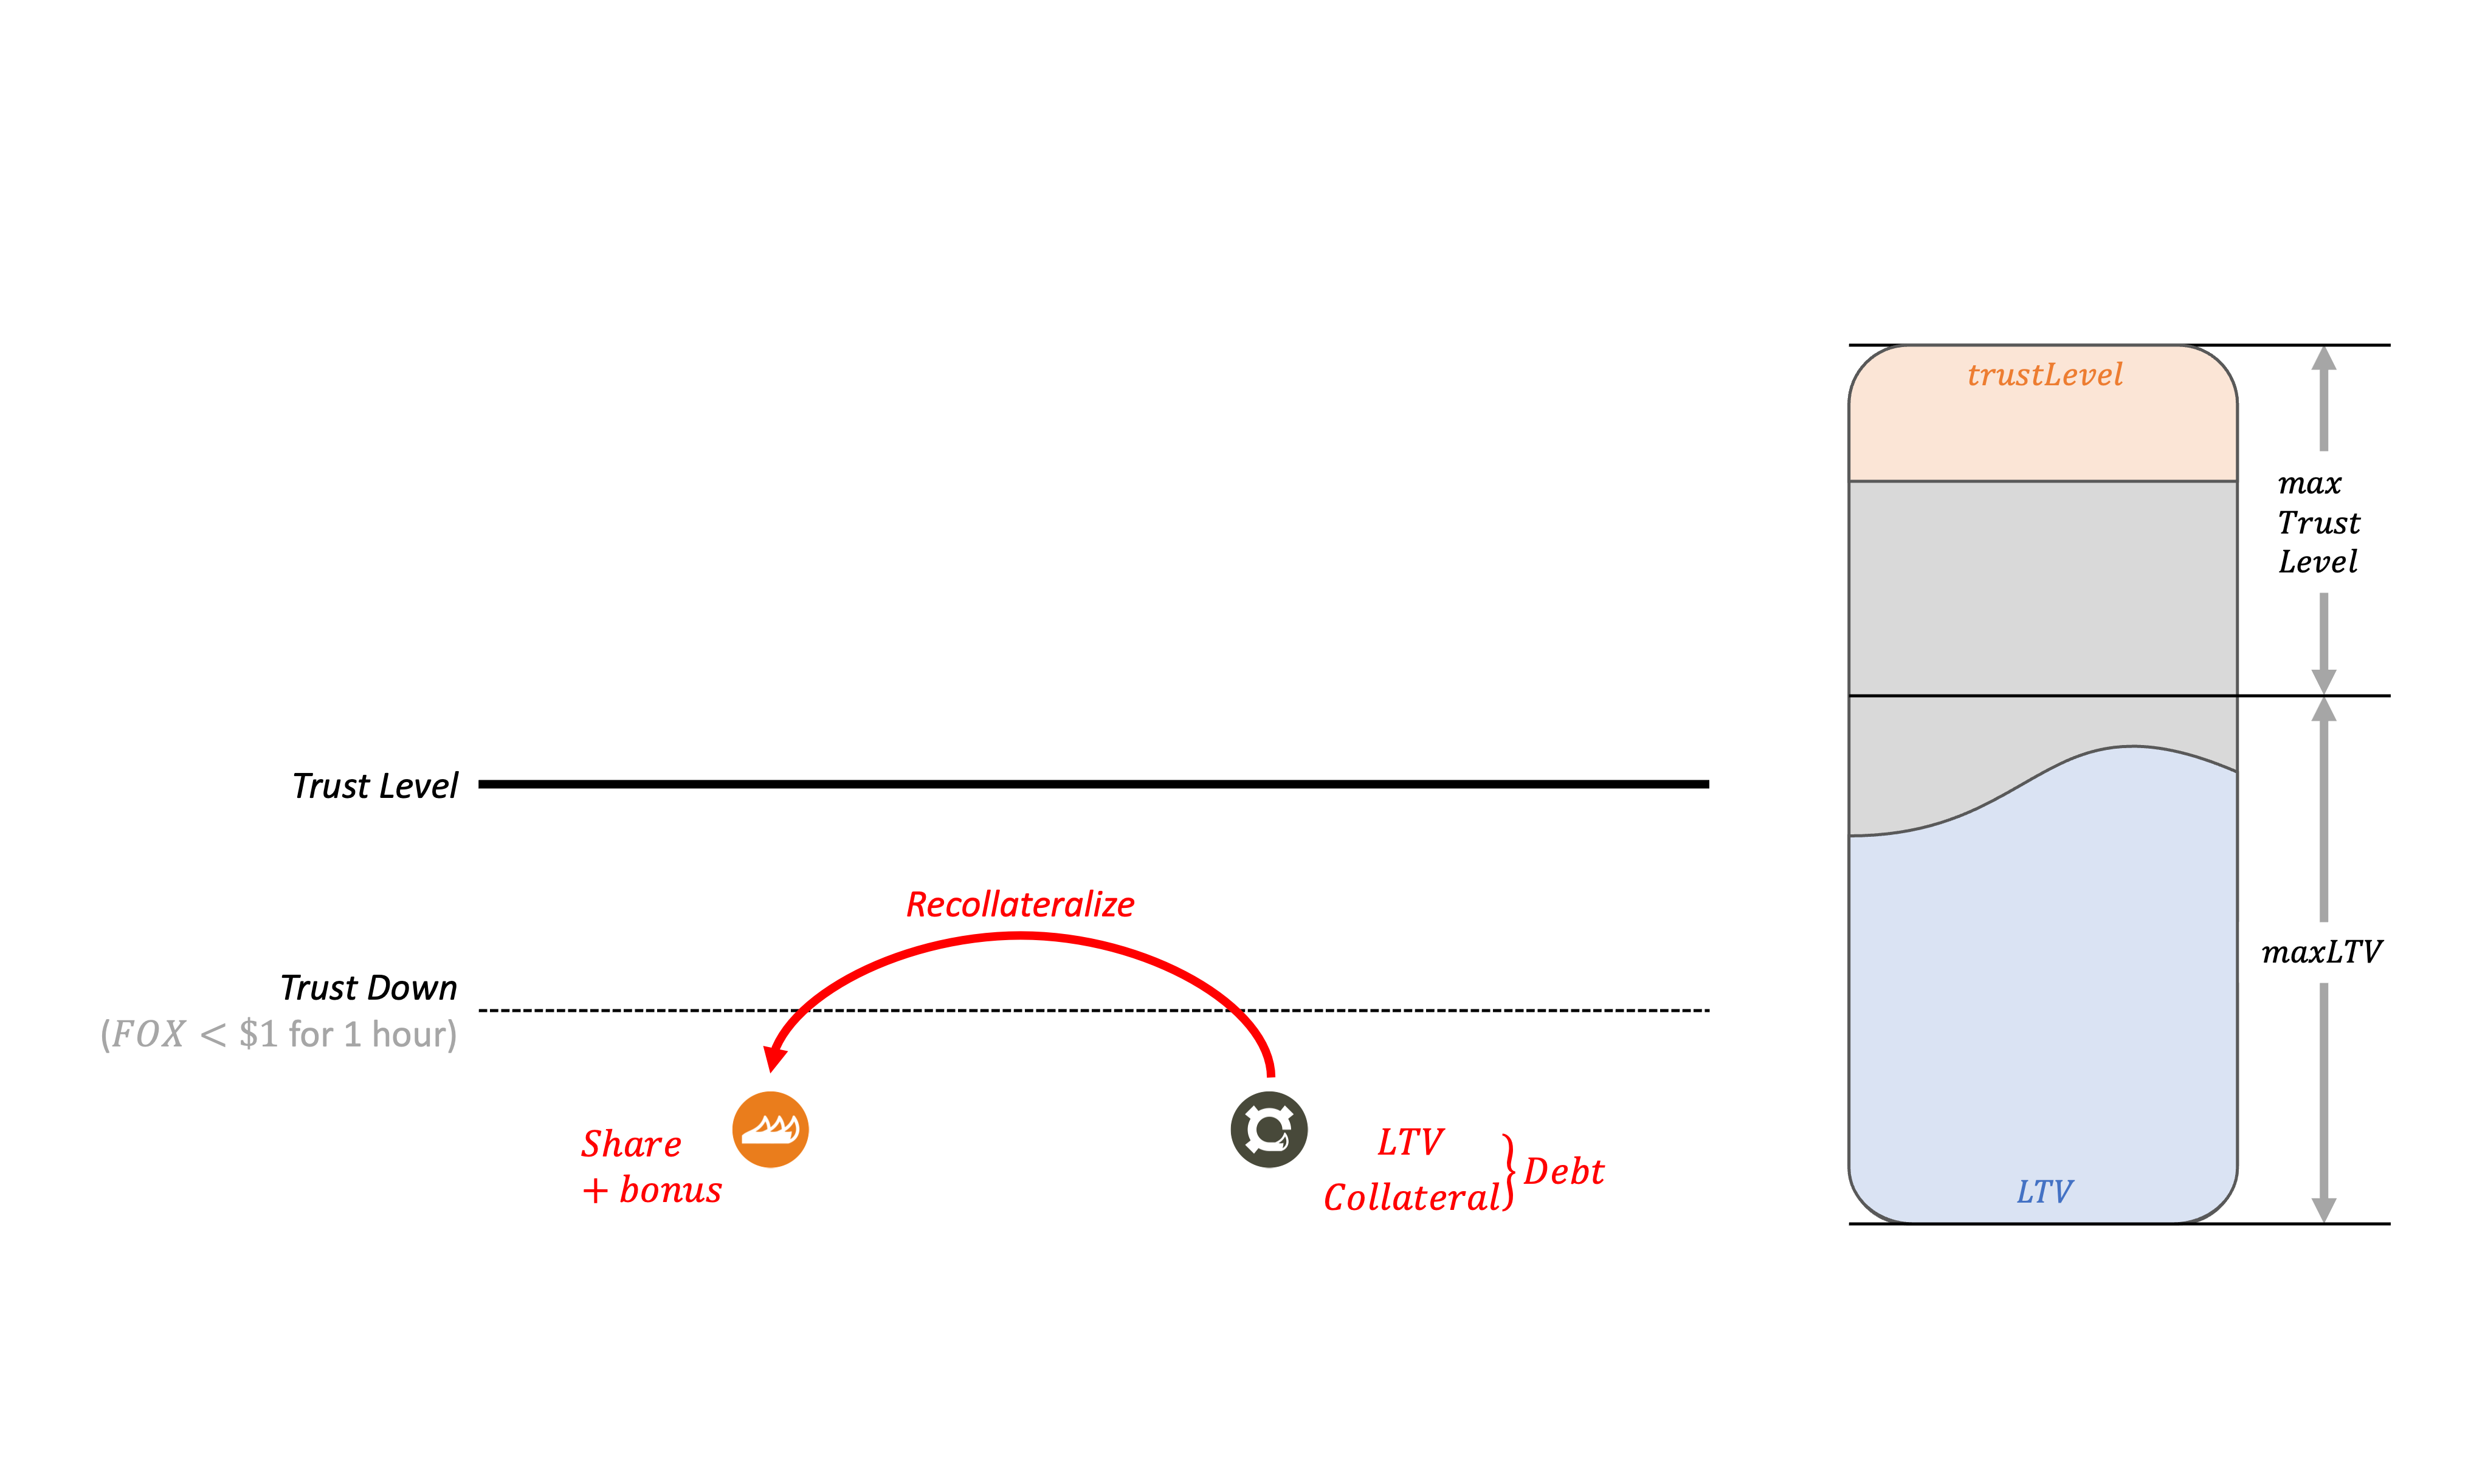 trustLevel
max
Trust
Level
Trust Level
Recollateralize
maxLTV
Trust Down
(FOX < $1 for 1 hour)
Share
+ bonus
LTV
Collateral} Debt
LTV